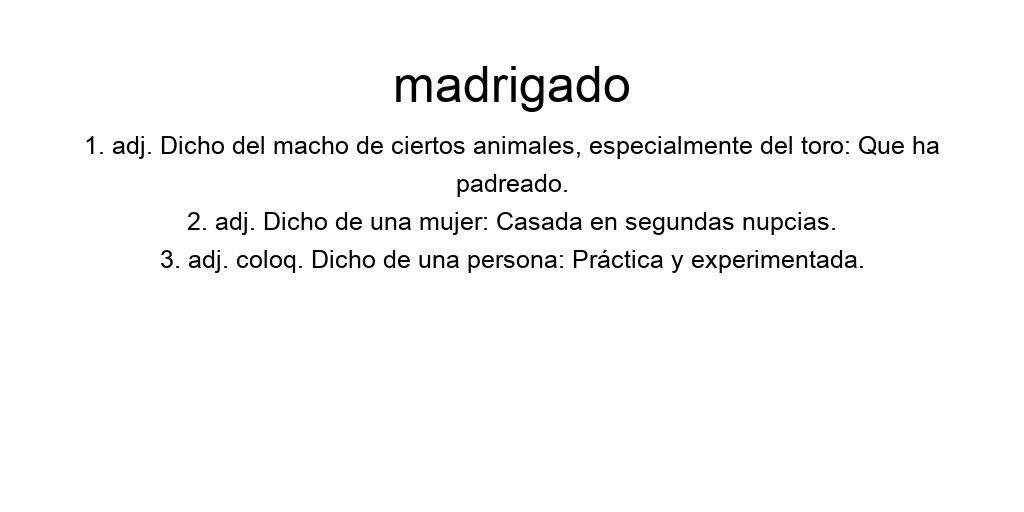 madrigado
1. adj. Dicho del macho de ciertos animales, especialmente del toro: Que ha
padreado.
2. adj. Dicho de una mujer: Casada en segundas nupcias.
3. adj. coloq. Dicho de una persona: Práctica y experimentada.